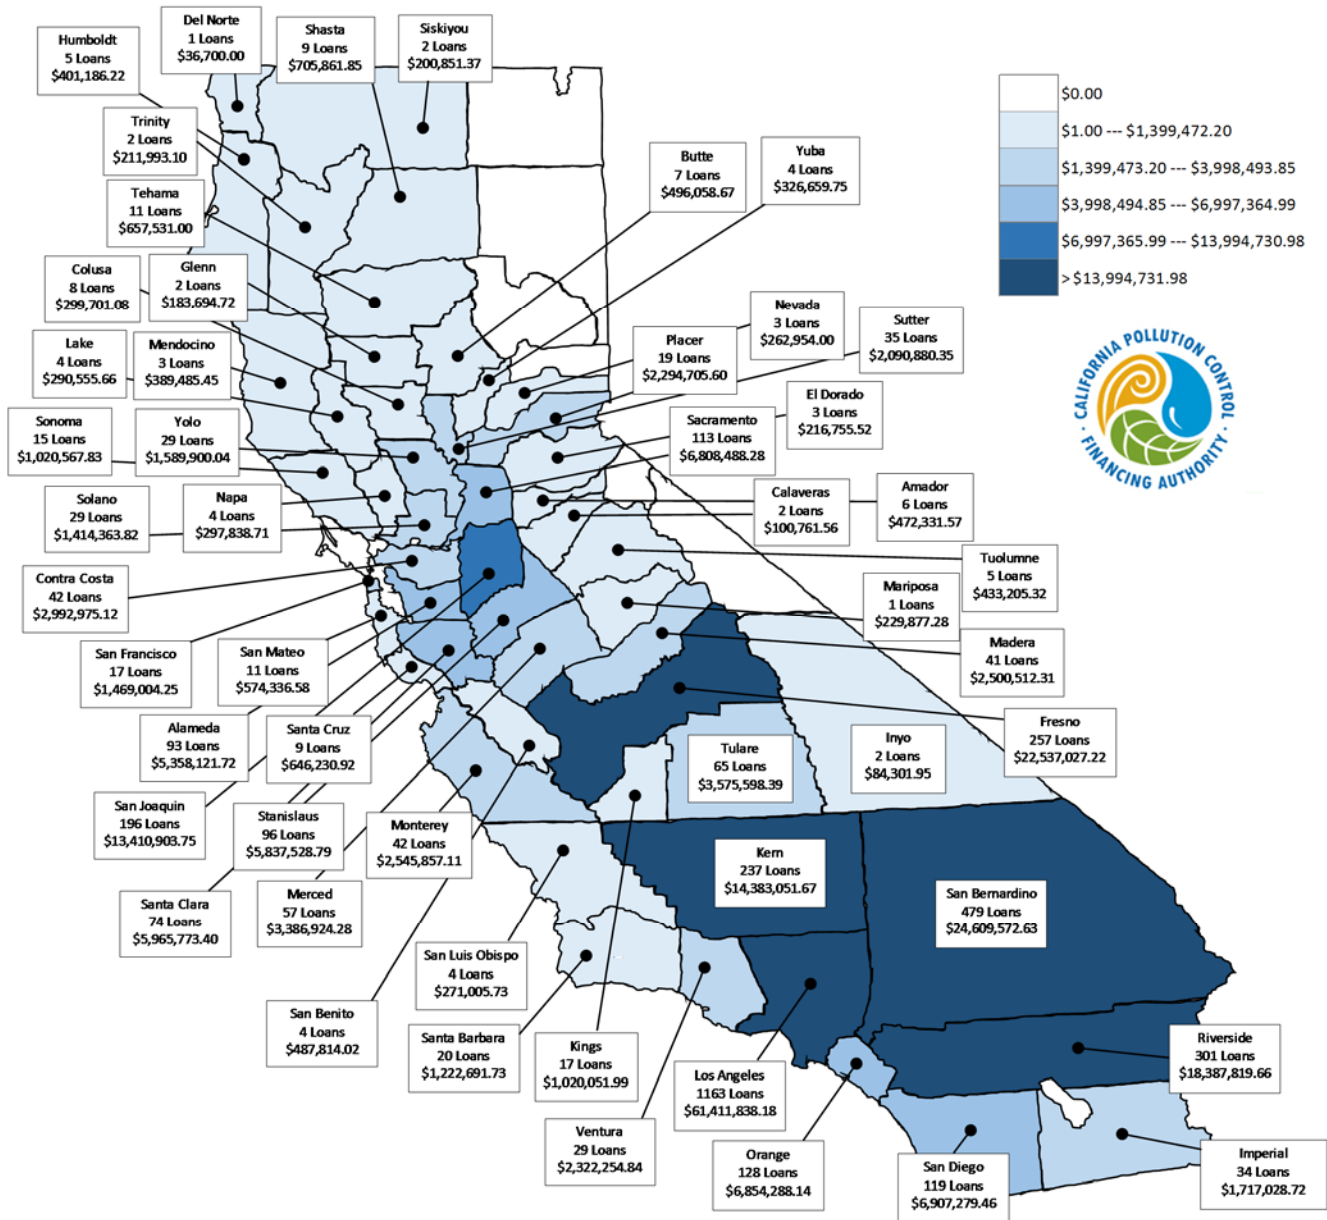 Del Norte
1 Loans
$36,700.00
Shasta
9 Loans
$705,861.85
Siskiyou
2 Loans
$200,851.37
Humboldt
5 Loans
$401,186.22
Trinity
2 Loans
$211,993.10
Tehama
11 Loans
$657,531.00
Butte
7 Loans
$496,058.67
Yuba
4 Loans
$326,659.75
$0.00
$1.00 --- $1,399,472.20
$1,399,473.20 --- $3,998,493.85
$3,998,494.85 --- $6,997,364.99
$6,997,365.99 --- $13,994,730.98
> $13,994,731.98
Colusa
8 Loans
$299,701.08
Glenn
2 Loans
$183,694.72
Nevada
3 Loans
$262,954.00
Sutter
35 Loans
$2,090,880.35
Lake
4 Loans
$290,555.66
Mendocino
3 Loans
$389,485.45
Placer
19 Loans
$2,294,705.60
El Dorado
3 Loans
$216,755.52
CALIFORNIA POLLUTION CONTROL
· FINANCING AUTHORITY ·
Sonoma
15 Loans
$1,020,567.83
Yolo
29 Loans
$1,589,900.04
Sacramento
113 Loans
$6,808,488.28
Solano
29 Loans
$1,414,363.82
Napa
4 Loans
$297,838.71
Calaveras
2 Loans
$100,761.56
Amador
6 Loans
$472,331.57
Tuolumne
5 Loans
$433,205.32
Contra Costa
42 Loans
$2,992,975.12
Mariposa
1 Loans
$229,877.28
Madera
41 Loans
$2,500,512.31
San Francisco
17 Loans
$1,469,004.25
San Mateo
11 Loans
$574,336.58
Alameda
93 Loans
$5,358,121.72
Santa Cruz
9 Loans
$646,230.92
Fresno
257 Loans
$22,537,027.22
Tulare
65 Loans
$3,575,598.39
Inyo
2 Loans
$84,301.95
San Joaquin
196 Loans
$13,410,903.75
Stanislaus
96 Loans
$5,837,528.79
Monterey
42 Loans
$2,545,857.11
Kern
237 Loans
$14,383,051.67
Santa Clara
74 Loans
$5,965,773.40
Merced
57 Loans
$3,386,924.28
San Bernardino
479 Loans
$24,609,572.63
San Luis Obispo
4 Loans
$271,005.73
San Benito
4 Loans
$487,814.02
Santa Barbara
20 Loans
$1,222,691.73
Kings
17 Loans
$1,020,051.99
Los Angeles
1163 Loans
$61,411,838.18
Riverside
301 Loans
$18,387,819.66
Ventura
29 Loans
$2,322,254.84
Orange
128 Loans
$6,854,288.14
San Diego
119 Loans
$6,907,279.46
Imperial
34 Loans
$1,717,028.72